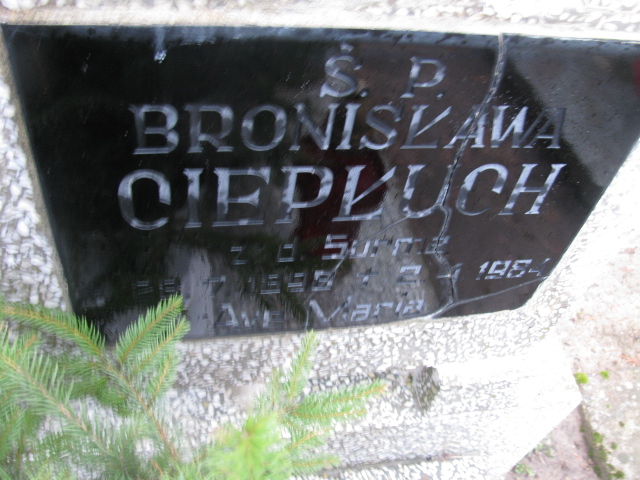 Ś. P.
BRONISŁAWA
CIEPŁUCH
z d. Surma
1984
Ave Maria